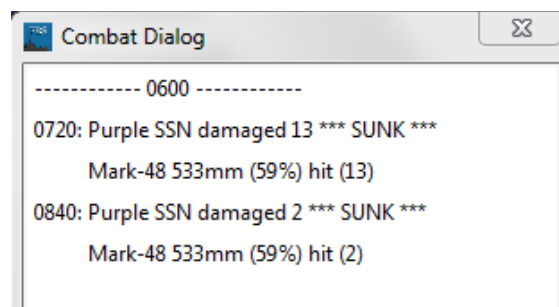 Combat Dialog
------------ 0600 ------------
0720: Purple SSN damaged 13 *** SUNK ***
Mark-48 533mm (59%) hit (13)
0840: Purple SSN damaged 2 *** SUNK ***
Mark-48 533mm (59%) hit (2)